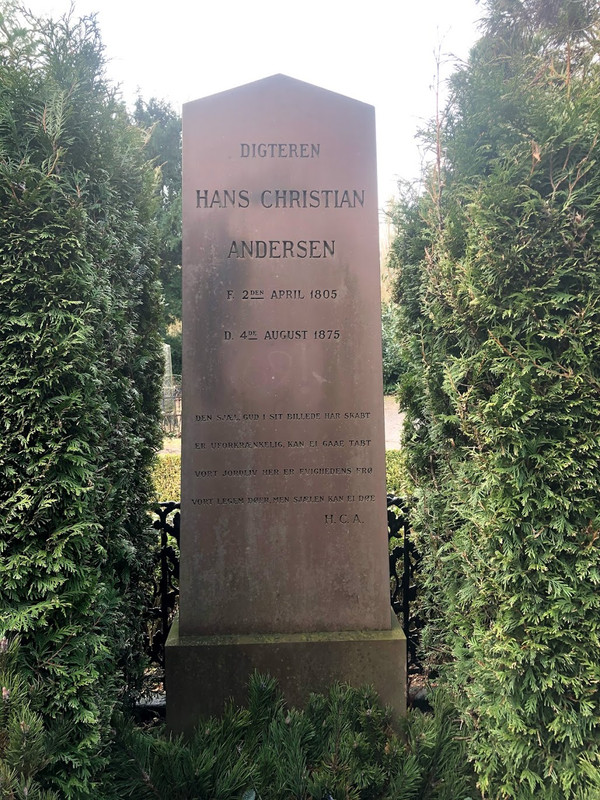 DIGTEREN
HANS CHRISTIAN
ANDERSEN
F. 2DEN APRIL 1805
D. 4DE AUGUST 1875
DEN SJÆL GUD I SIT BILLEDE HAR SKABT
ER UFORKRÆNKELIG, KAN EI GAAE TABT
VORT JORDLIV HER ER EVIGHEDENS FRØ
VORT LEGEM DØER MEN SJÆLEN KAN EI DØE
H.C.A.